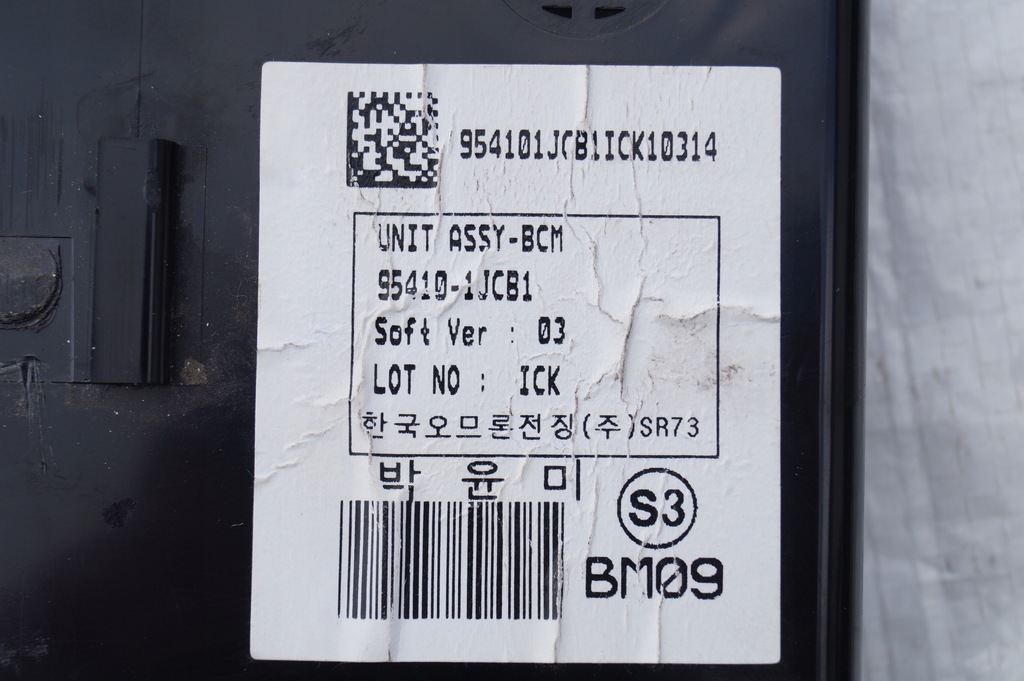 954101JCB1ICK10314
UNIT ASSY-BCM
95410-1JCB1
Soft Ver : 03
LOT NO : ICK
한국오므론전장(주)SR73
박 윤 미
S3
BM09